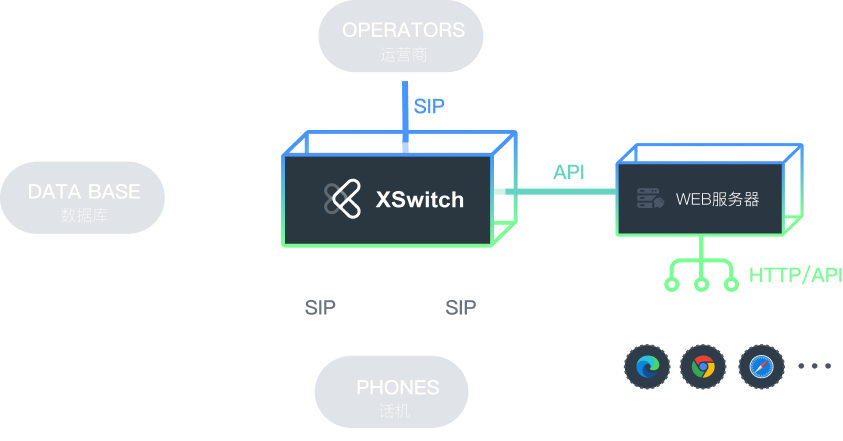 OPERATORS
运营商
SIP
API
DATA BASE
数据库
XSwitch
WEB服务器
HTTP/API
SIP
SIP
PHONES
话机